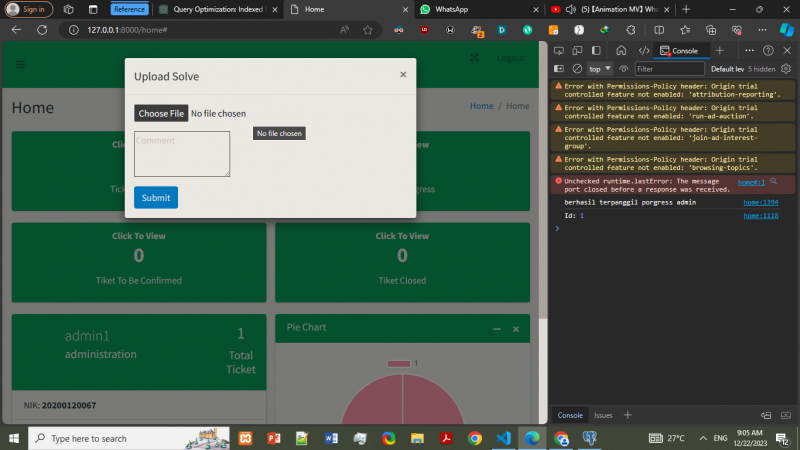 Sign in
Reference
Query Optimization: Indexed
Home
WhatsApp
(5)【Animation MV】Wha
127.0.0.1:8000/home#
Logout
Upload Solve
×
Home
Home / Home
Choose File No file chosen
No file chosen
Comment
Submit
Click To View
0
Tiket To Be Confirmed
Click To View
0
Tiket Closed
admin1
administration
1
Total
Ticket
NIK: 20200120067
Pie Chart
1
Console
top
Filter
Default lev
5 hidden
Error with Permissions-Policy header: Origin trial
controlled feature not enabled: 'attribution-reporting'.
Error with Permissions-Policy header: Origin trial
controlled feature not enabled: 'run-ad-auction'.
Error with Permissions-Policy header: Origin trial
controlled feature not enabled: 'join-ad-interest-
group'.
Error with Permissions-Policy header: Origin trial
controlled feature not enabled: 'browsing-topics'.
Unchecked runtime.lastError: The message home#:1
port closed before a response was received.
berhasil terpanggil porgress admin home:1394
Id: 1 home:1118
Console Issues
Type here to search
27°C
ENG
9:05 AM
12/22/2023
12